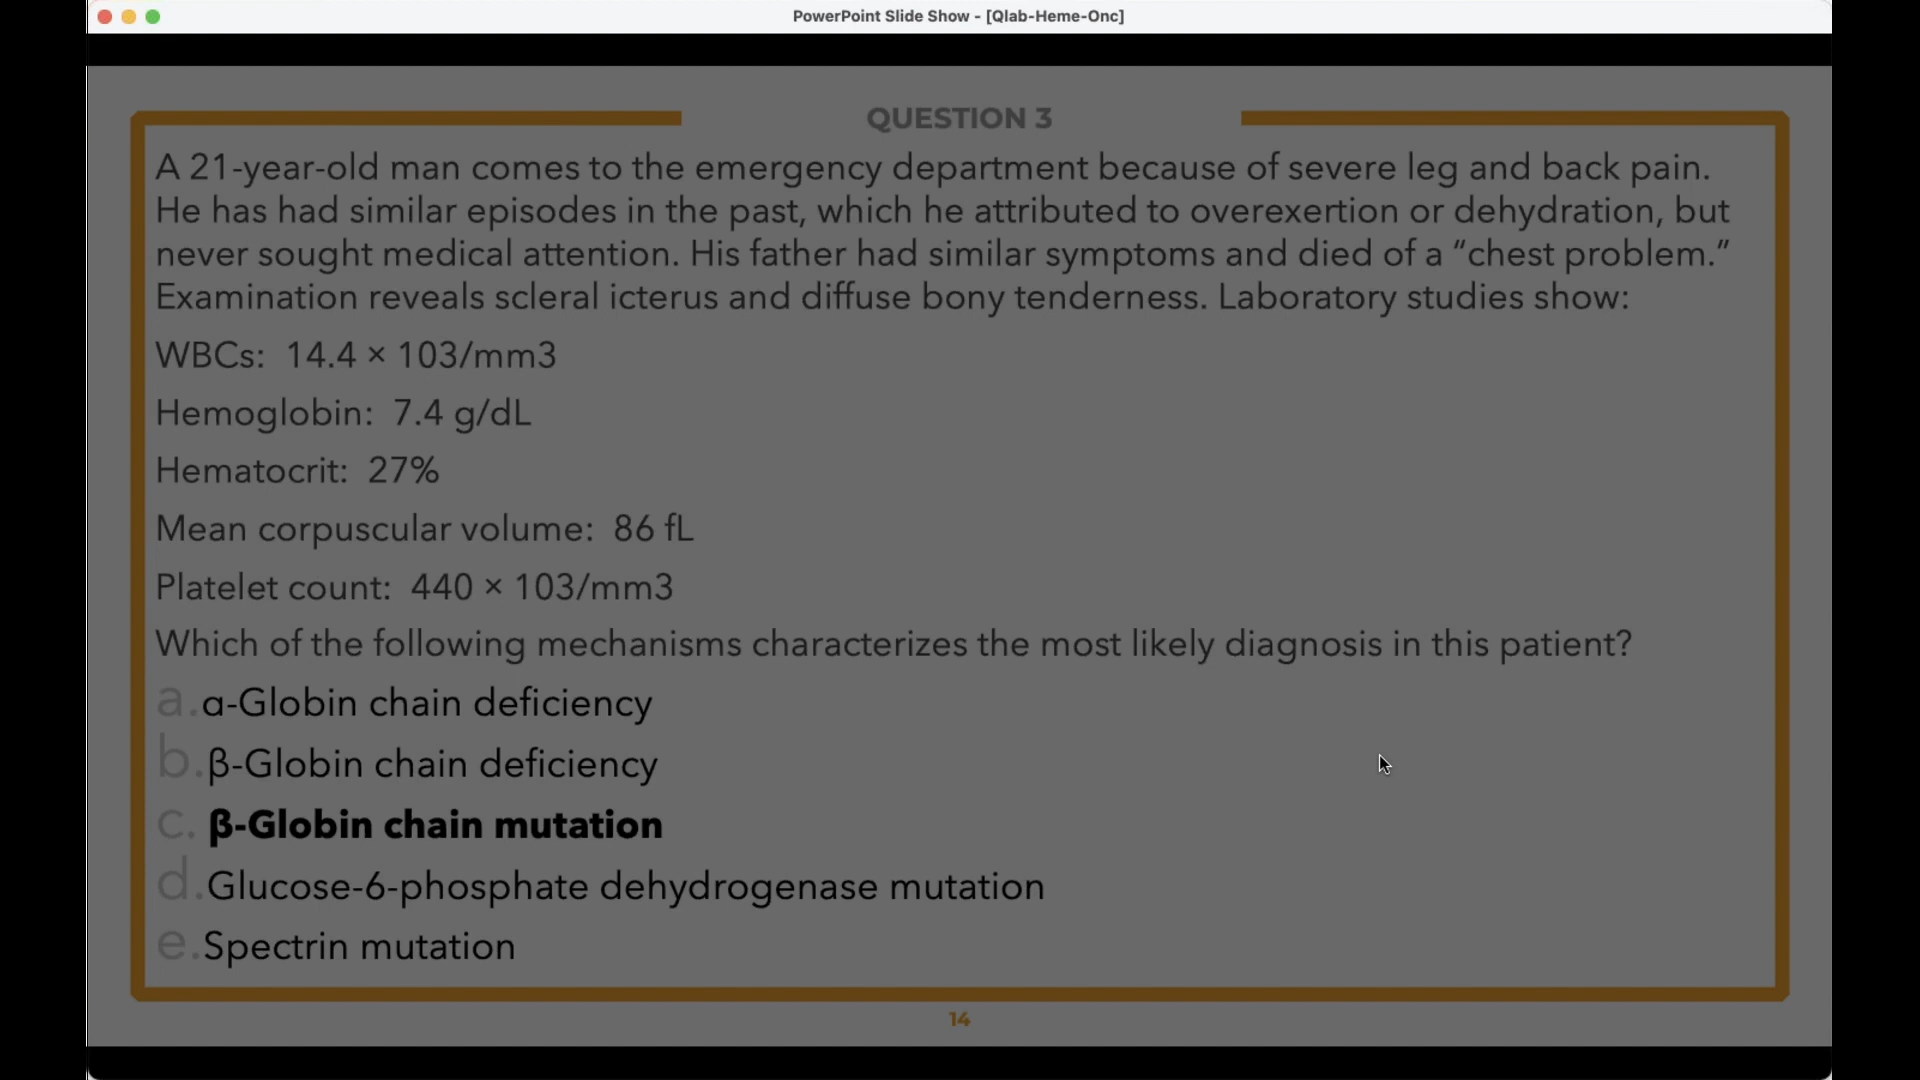 PowerPoint Slide Show - [Qlab-Heme-Onc]
QUESTION 3
A 21-year-old man comes to the emergency department because of severe leg and back pain.
He has had similar episodes in the past, which he attributed to overexertion or dehydration, but
never sought medical attention. His father had similar symptoms and died of a “chest problem.”
Examination reveals scleral icterus and diffuse bony tenderness. Laboratory studies show:
WBCs: 14.4 × 103/mm3
Hemoglobin: 7.4 g/dL
Hematocrit: 27%
Mean corpuscular volume: 86 fL
Platelet count: 440 × 103/mm3
Which of the following mechanisms characterizes the most likely diagnosis in this patient?
a. α-Globin chain deficiency
b. β-Globin chain deficiency
c. β-Globin chain mutation
d. Glucose-6-phosphate dehydrogenase mutation
e. Spectrin mutation
14